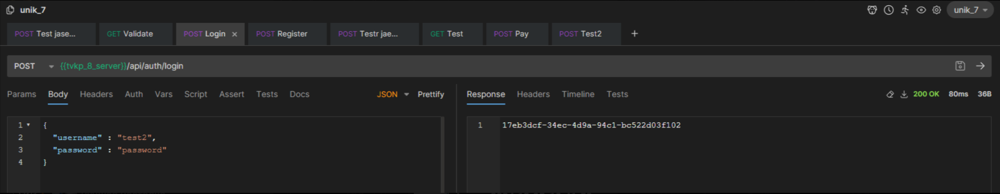 unik_7
unik_7
POST Test jase...
GET Validate
POST Login ×
POST Register
POST Testr jae...
GET Test
POST Pay
POST Test2
+
POST {{tvkp_8_server}}/api/auth/login
Params Body Headers Auth Vars Script Assert Tests Docs JSON Prettify
Response Headers Timeline Tests 200 OK 80ms 36B
1 {
2 "username" : "test2",
3 "password" : "password"
4 }
1 17eb3dcf-34ec-4d9a-94c1-bc522d03f102